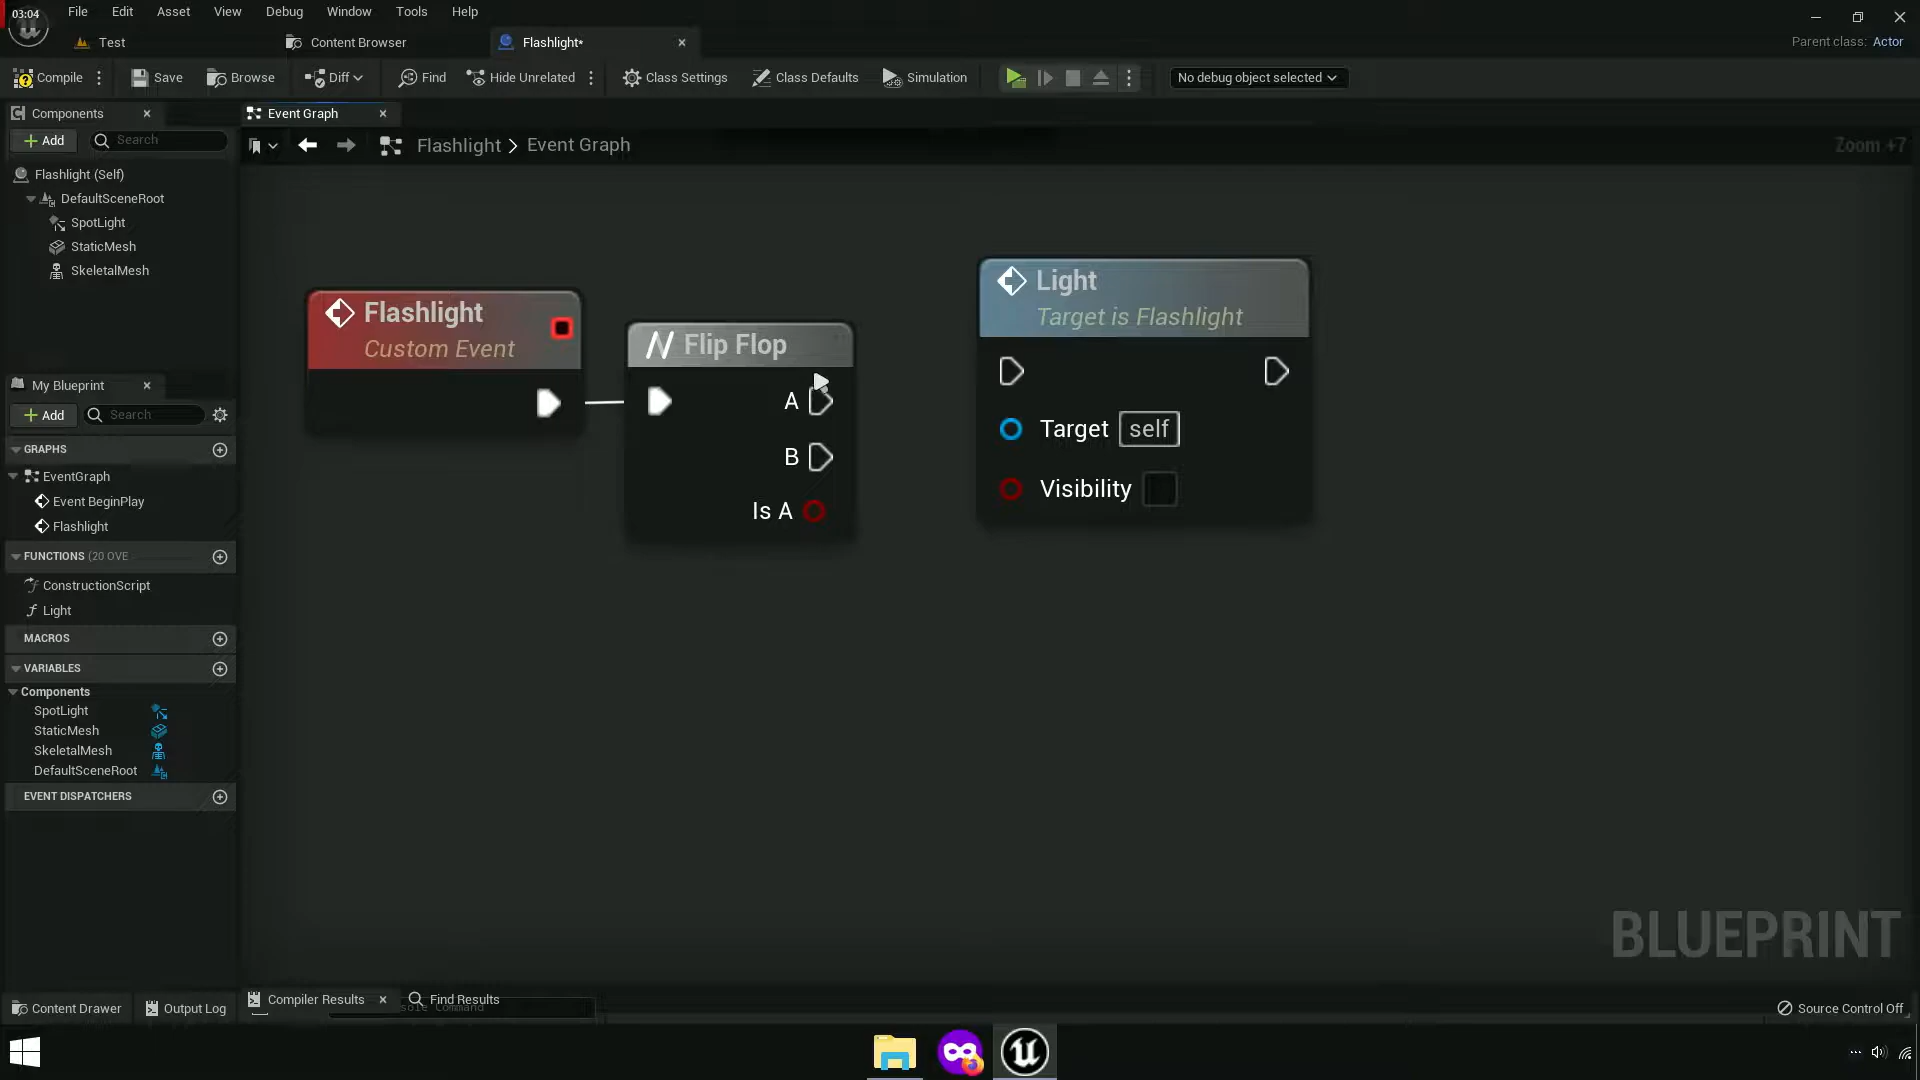 03:04
File Edit Asset View Debug Window Tools Help
Test
Content Browser
Flashlight*
Parent class: Actor
Compile
Save
Browse
Diff
Find
Hide Unrelated
Class Settings
Class Defaults
Simulation
No debug object selected
Components
Event Graph
Add
Search
Flashlight > Event Graph
Zoom +7
Flashlight (Self)
DefaultSceneRoot
SpotLight
StaticMesh
SkeletalMesh
Flashlight
Custom Event
Flip Flop
A
B
Is A
Light
Target is Flashlight
Target self
Visibility
My Blueprint
Add
Search
GRAPHS
EventGraph
Event BeginPlay
Flashlight
FUNCTIONS (20 OVE
ConstructionScript
Light
MACROS
VARIABLES
Components
SpotLight
StaticMesh
SkeletalMesh
DefaultSceneRoot
EVENT DISPATCHERS
BLUEPRINT
Compiler Results
Find Results
Content Drawer
Output Log
sole Command
Source Control Off